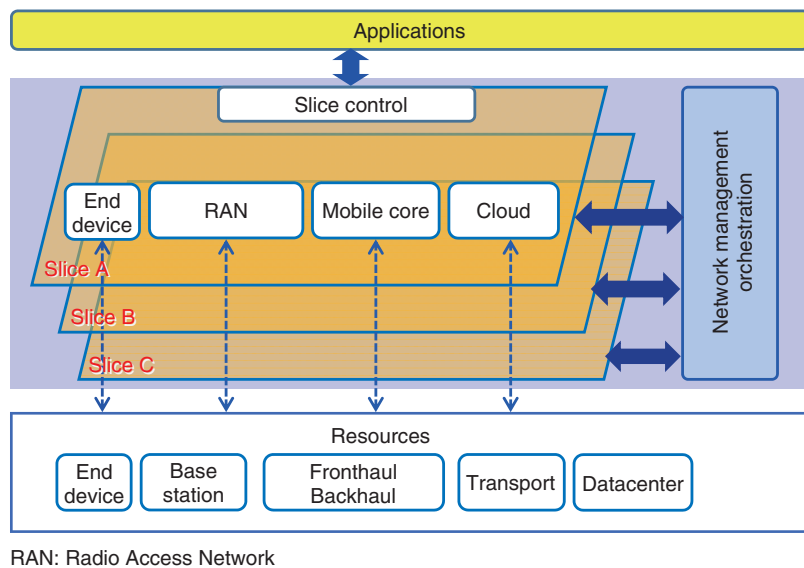 Applications
Slice control
End
device
RAN
Mobile core
Cloud
Slice A
Slice B
Slice C
Network management
orchestration
Resources
End
device
Base
station
Fronthaul
Backhaul
Transport
Datacenter
RAN: Radio Access Network